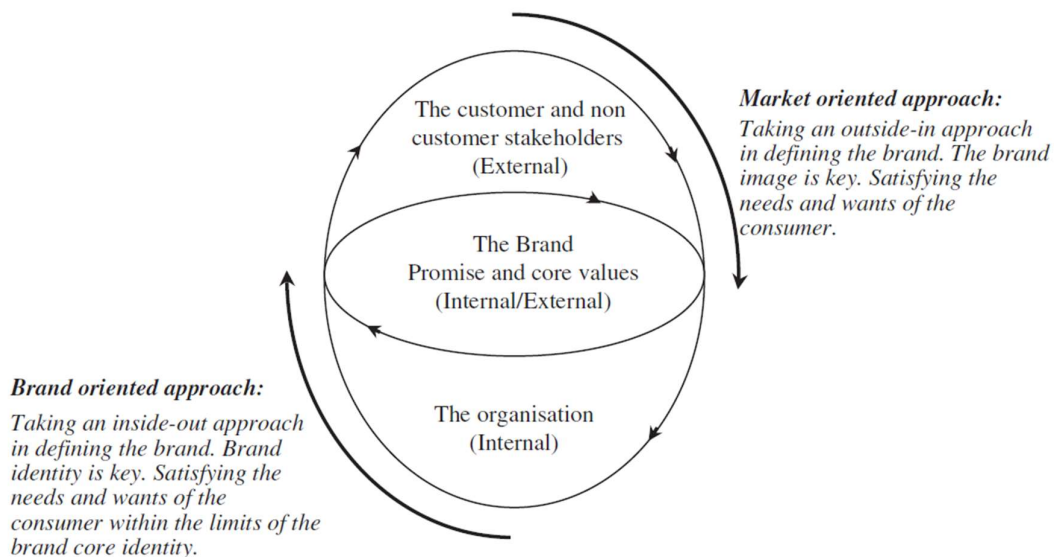 The customer and non
customer stakeholders
(External)
Market oriented approach:
Taking an outside-in approach
in defining the brand. The brand
image is key. Satisfying the
needs and wants of the
consumer.
The Brand
Promise and core values
(Internal/External)
Brand oriented approach:
Taking an inside-out approach
in defining the brand. Brand
identity is key. Satisfying the
needs and wants of the
consumer within the limits of the
brand core identity.
The organisation
(Internal)